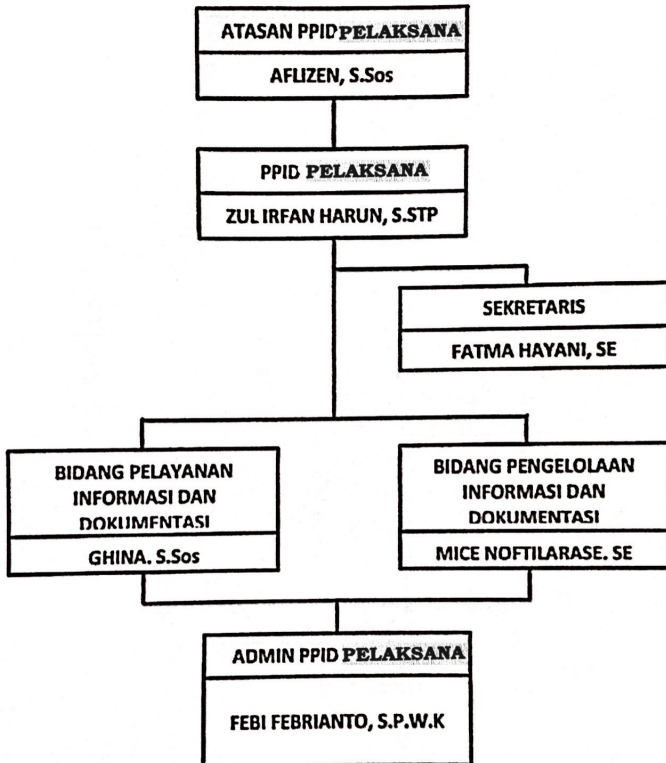 ATASAN PPID PELAKSANA
AFLIZEN, S.Sos
PPID PELAKSANA
ZUL IRFAN HARUN, S.STP
SEKRETARIS
FATMA HAYANI, SE
BIDANG PELAYANAN
INFORMASI DAN
DOKUMENTASI
GHINA. S.Sos
BIDANG PENGELOLAAN
INFORMASI DAN
DOKUMENTASI
MICE NOFTILARASE. SE
ADMIN PPID PELAKSANA
FEBI FEBRIANTO, S.P.W.K